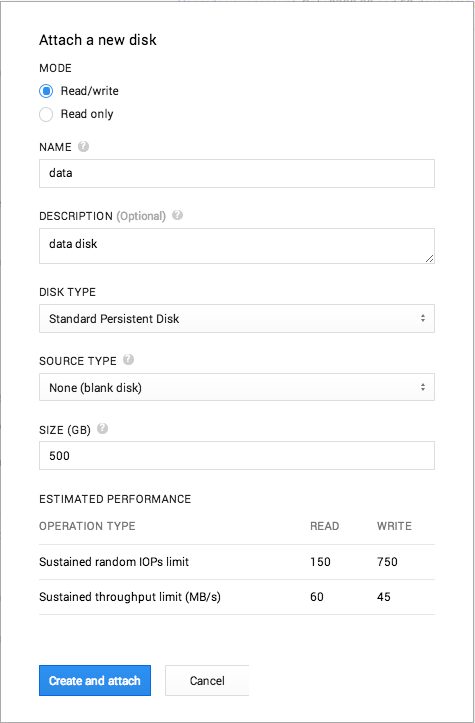 Attach a new disk
MODE
Read/write
Read only
NAME ?
data
DESCRIPTION (Optional) ?
data disk
DISK TYPE
Standard Persistent Disk
SOURCE TYPE ?
None (blank disk)
SIZE (GB) ?
500
ESTIMATED PERFORMANCE
OPERATION TYPE READ WRITE
Sustained random IOPs limit 150 750
Sustained throughput limit (MB/s) 60 45
Create and attach Cancel